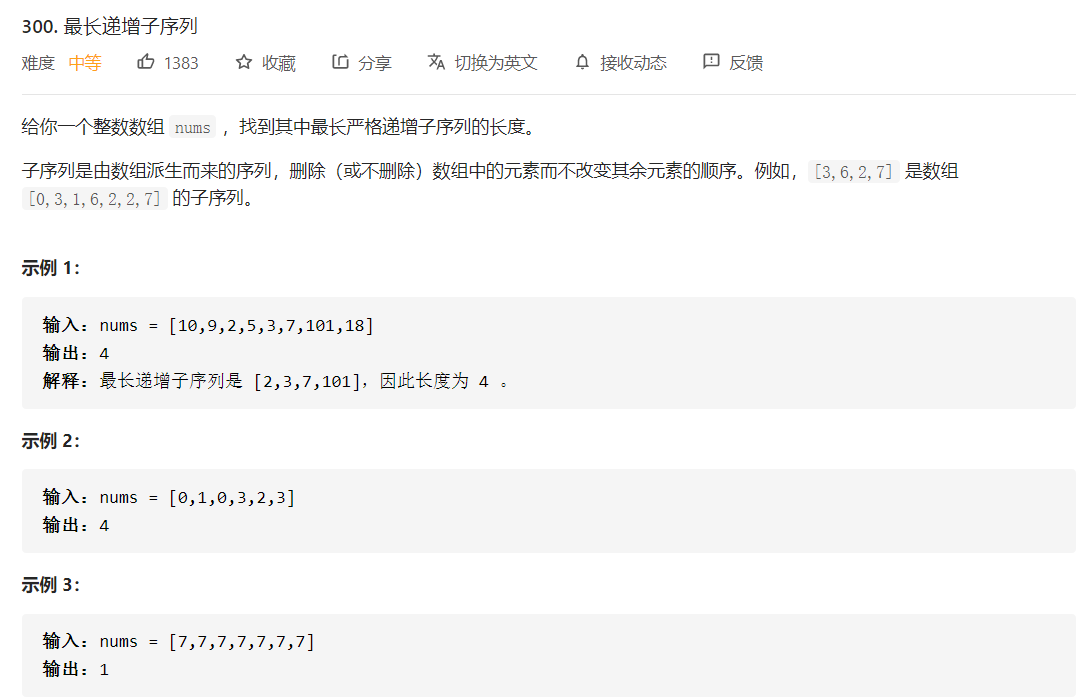 300. 最长递增子序列
难度 中等 1383 收藏 分享 切换为英文 接收动态 反馈
给你一个整数数组 nums ，找到其中最长严格递增子序列的长度。
子序列是由数组派生而来的序列，删除（或不删除）数组中的元素而不改变其余元素的顺序。例如，[3,6,2,7] 是数组
[0,3,1,6,2,2,7] 的子序列。
示例 1：
输入：nums = [10,9,2,5,3,7,101,18]
输出：4
解释：最长递增子序列是 [2,3,7,101]，因此长度为 4 。
示例 2：
输入：nums = [0,1,0,3,2,3]
输出：4
示例 3：
输入：nums = [7,7,7,7,7,7,7]
输出：1